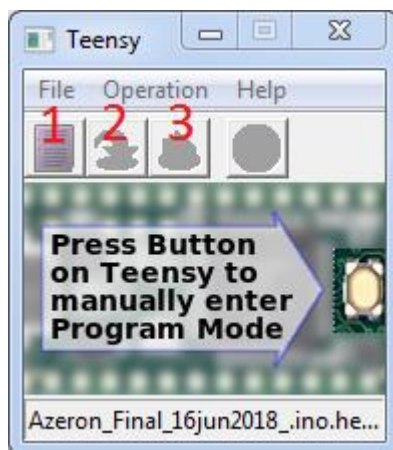 Teensy
File Operation Help
1 2 3
Press Button
on Teensy to
manually enter
Program Mode
Azeron_Final_16jun2018_.ino.he...